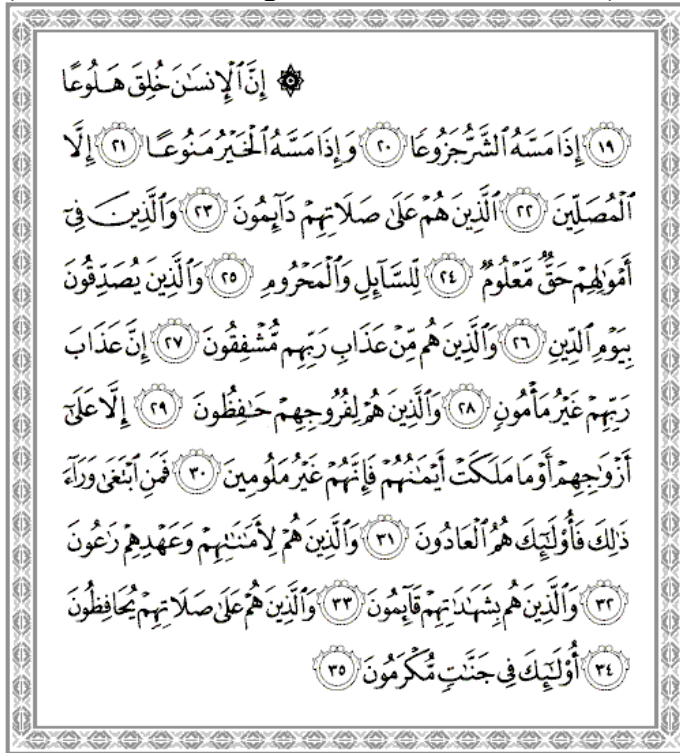 ۞ إِنَّ ٱلْإِنسَـٰنَ خُلِقَ هَلُوعًا
﴿١٩﴾ إِذَا مَسَّهُ ٱلشَّرُّ جَزُوعًا ﴿٢٠﴾ وَإِذَا مَسَّهُ ٱلْخَيْرُ مَنُوعًا ﴿٢١﴾ إِلَّا
ٱلْمُصَلِّينَ ﴿٢٢﴾ ٱلَّذِينَ هُمْ عَلَىٰ صَلَاتِهِمْ دَآئِمُونَ ﴿٢٣﴾ وَٱلَّذِينَ فِىٓ
أَمْوَٰلِهِمْ حَقٌّ مَّعْلُومٌ ﴿٢٤﴾ لِّلسَّآئِلِ وَٱلْمَحْرُومِ ﴿٢٥﴾ وَٱلَّذِينَ يُصَدِّقُونَ
بِيَوْمِ ٱلدِّينِ ﴿٢٦﴾ وَٱلَّذِينَ هُم مِّنْ عَذَابِ رَبِّهِم مُّشْفِقُونَ ﴿٢٧﴾ إِنَّ عَذَابَ
رَبِّهِمْ غَيْرُ مَأْمُونٍ ﴿٢٨﴾ وَٱلَّذِينَ هُمْ لِفُرُوجِهِمْ حَـٰفِظُونَ ﴿٢٩﴾ إِلَّا عَلَىٰٓ
أَزْوَٰجِهِمْ أَوْ مَا مَلَكَتْ أَيْمَـٰنُهُمْ فَإِنَّهُمْ غَيْرُ مَلُومِينَ ﴿٣٠﴾ فَمَنِ ٱبْتَغَىٰ وَرَآءَ
ذَٰلِكَ فَأُو۟لَـٰٓئِكَ هُمُ ٱلْعَادُونَ ﴿٣١﴾ وَٱلَّذِينَ هُمْ لِأَمَـٰنَـٰتِهِمْ وَعَهْدِهِمْ رَٰعُونَ
﴿٣٢﴾ وَٱلَّذِينَ هُم بِشَهَـٰدَٰتِهِمْ قَآئِمُونَ ﴿٣٣﴾ وَٱلَّذِينَ هُمْ عَلَىٰ صَلَاتِهِمْ يُحَافِظُونَ
﴿٣٤﴾ أُو۟لَـٰٓئِكَ فِى جَنَّـٰتٍ مُّكْرَمُونَ ﴿٣٥﴾